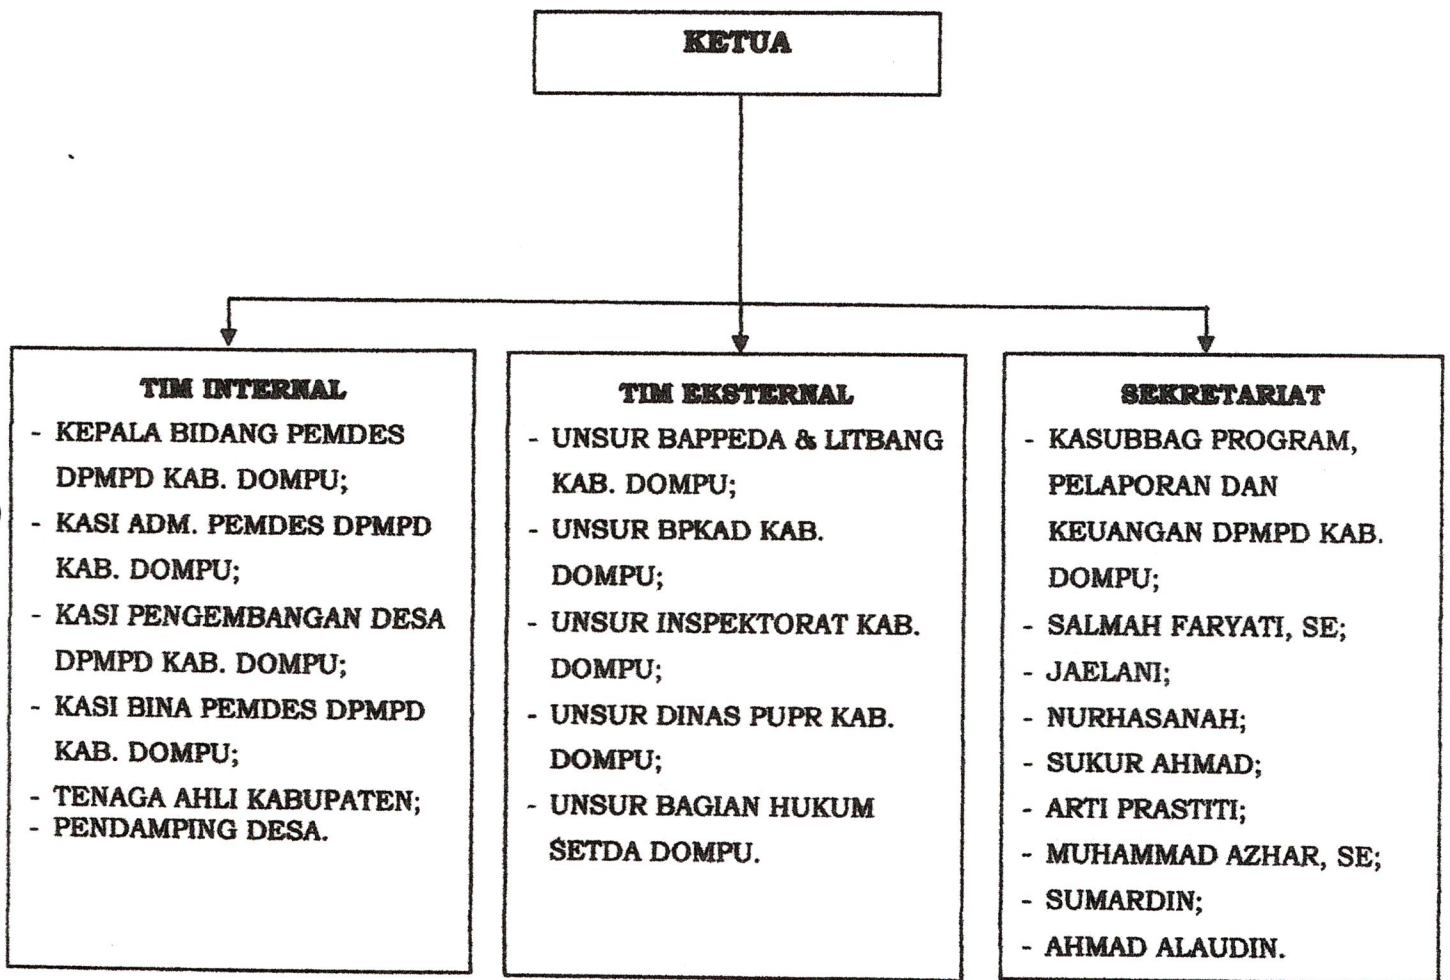 KETUA
TIM INTERNAL
- KEPALA BIDANG PEMDES
DPMPD KAB. DOMPU;
- KASI ADM. PEMDES DPMPD
KAB. DOMPU;
- KASI PENGEMBANGAN DESA
DPMPD KAB. DOMPU;
- KASI BINA PEMDES DPMPD
KAB. DOMPU;
- TENAGA AHLI KABUPATEN;
- PENDAMPING DESA.
TIM EKSTERNAL
- UNSUR BAPPEDA & LITBANG
KAB. DOMPU;
- UNSUR BPKAD KAB.
DOMPU;
- UNSUR INSPEKTORAT KAB.
DOMPU;
- UNSUR DINAS PUPR KAB.
DOMPU;
- UNSUR BAGIAN HUKUM
SETDA DOMPU.
SEKRETARIAT
- KASUBBAG PROGRAM,
PELAPORAN DAN
KEUANGAN DPMPD KAB.
DOMPU;
- SALMAH FARYATI, SE;
- JAELANI;
- NURHASANAH;
- SUKUR AHMAD;
- ARTI PRASTITI;
- MUHAMMAD AZHAR, SE;
- SUMARDIN;
- AHMAD ALAUDIN.